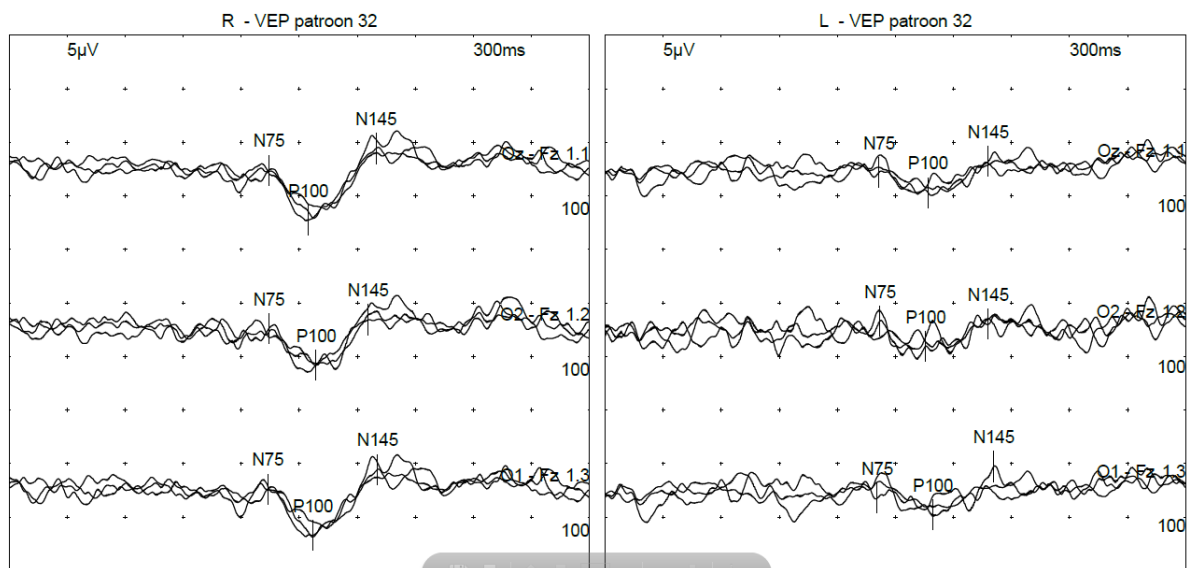 R - VEP patroon 32
5µV 300ms
N75 N145
Oz - Fz 1.1
P100
100
N75 N145
O2 - Fz 1.2
P100
100
N75 N145
O1 - Fz 1.3
P100
100
L - VEP patroon 32
5µV 300ms
N75 N145
Oz - Fz 1.1
P100
100
N75 N145
O2 - Fz 1.2
P100
100
N75 N145
O1 - Fz 1.3
P100
100